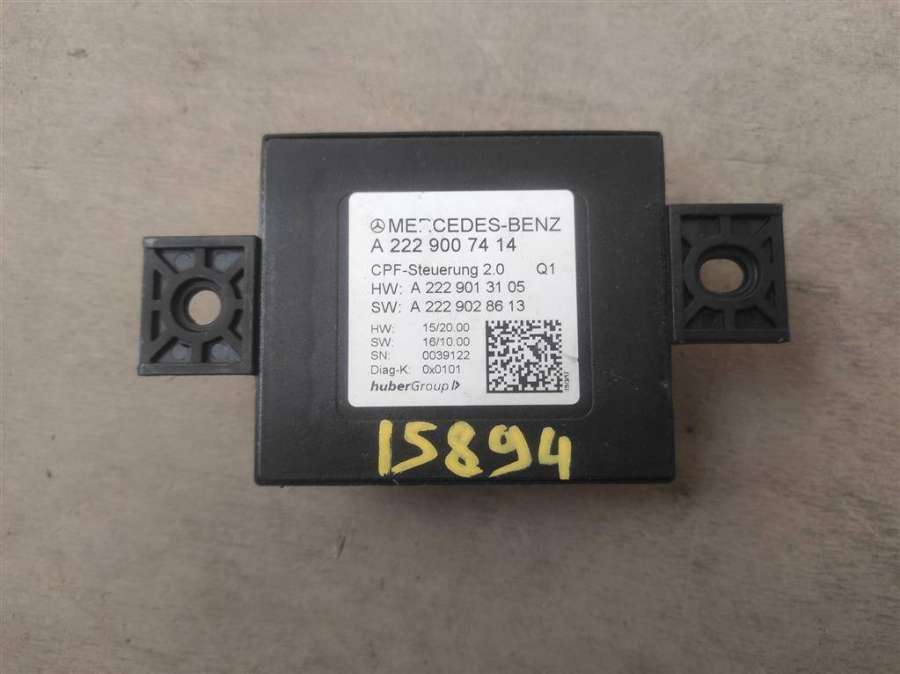 MERCEDES-BENZ
A 222 900 74 14
CPF-Steuerung 2.0 Q1
HW: A 222 901 31 05
SW: A 222 902 86 13
HW: 15/20.00
SW: 16/10.00
SN: 0039122
Diag-K: 0x0101
huberGroup
15894